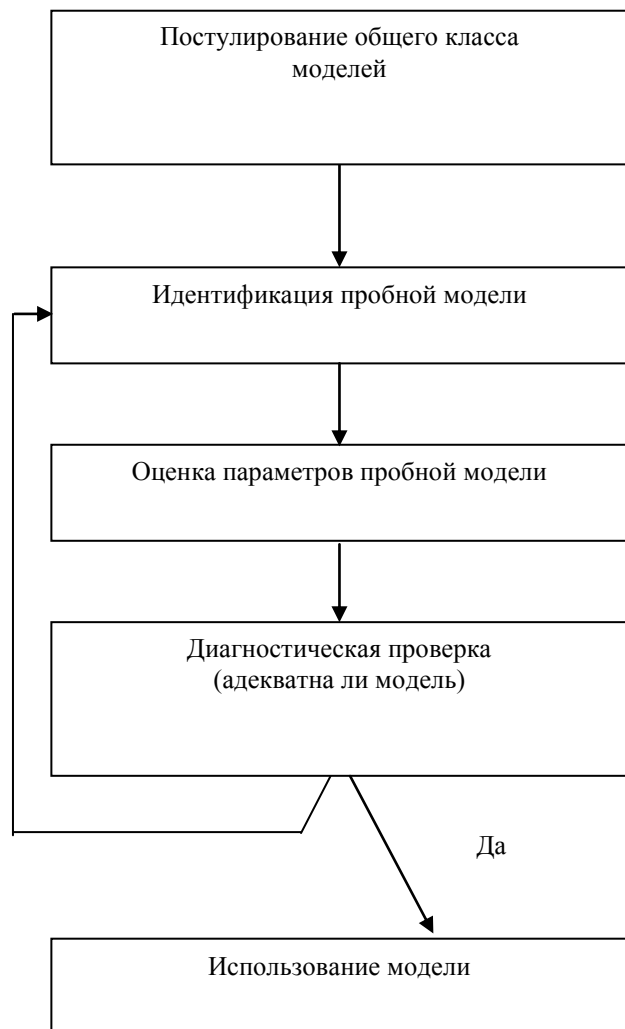 Постулирование общего класса
моделей
Идентификация пробной модели
Оценка параметров пробной модели
Диагностическая проверка
(адекватна ли модель)
Да
Использование модели